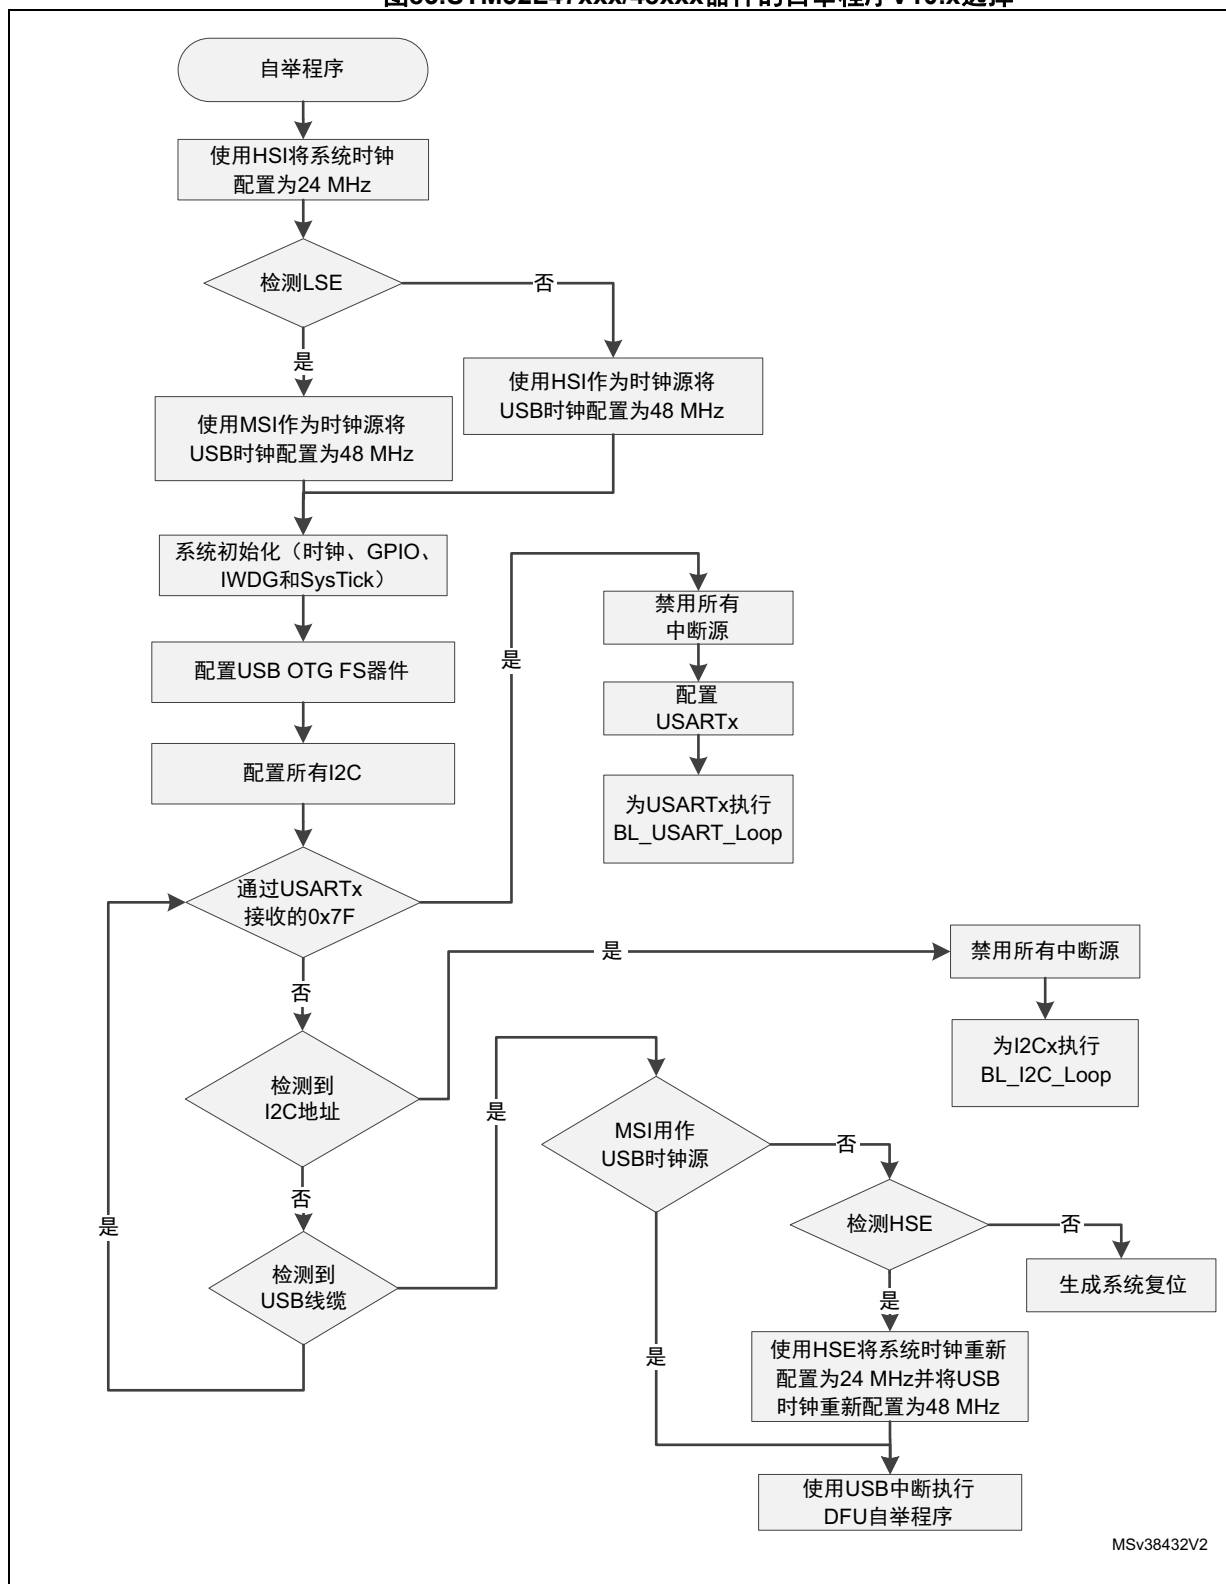 自举程序
使用HSI将系统时钟
配置为24 MHz
检测LSE
否
是
使用HSI作为时钟源将
USB时钟配置为48 MHz
使用MSI作为时钟源将
USB时钟配置为48 MHz
系统初始化（时钟、GPIO、
IWDG和SysTick）
禁用所有
中断源
是
配置USB OTG FS器件
配置
USARTx
配置所有I2C
为USARTx执行
BL_USART_Loop
通过USARTx
接收的0x7F
是
禁用所有中断源
否
为I2Cx执行
BL_I2C_Loop
检测到
I2C地址
是
MSI用作
USB时钟源
否
否
是
检测HSE
否
检测到
USB线缆
生成系统复位
是
是
使用HSE将系统时钟重新
配置为24 MHz并将USB
时钟重新配置为48 MHz
使用USB中断执行
DFU自举程序
MSv38432V2